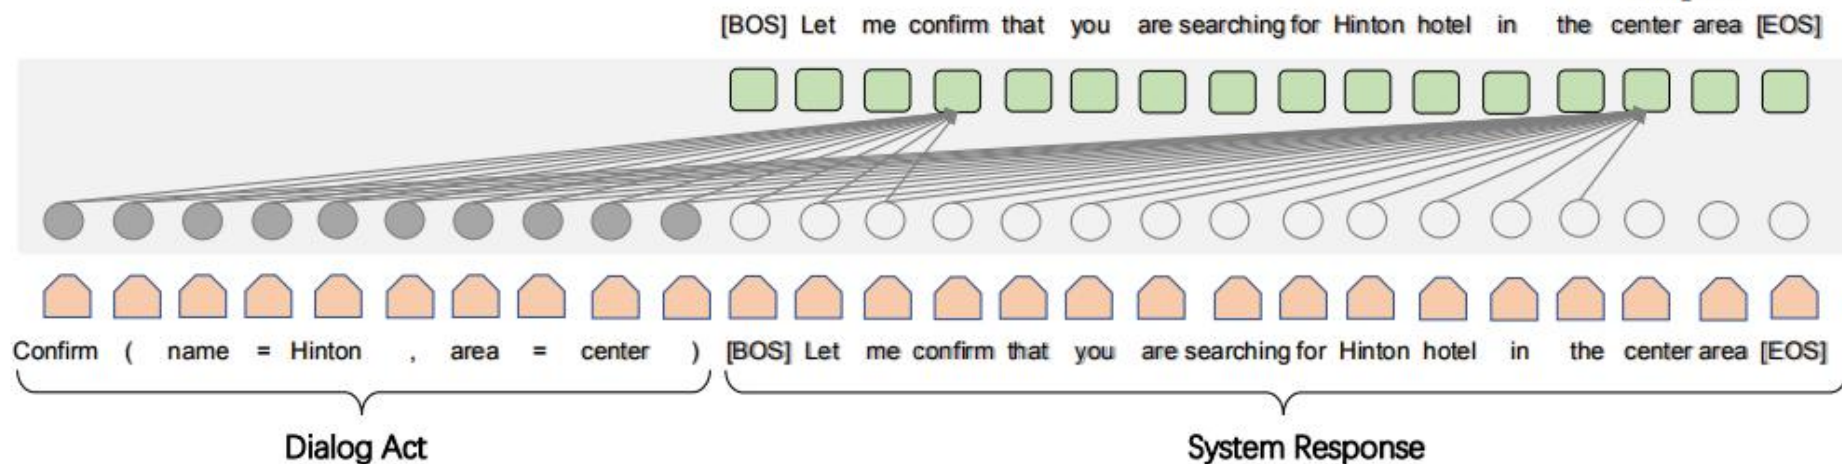 [BOS] Let me confirm that you are searching for Hinton hotel in the center area [EOS]
Confirm ( name = Hinton , area = center ) [BOS] Let me confirm that you are searching for Hinton hotel in the center area [EOS]
Dialog Act System Response